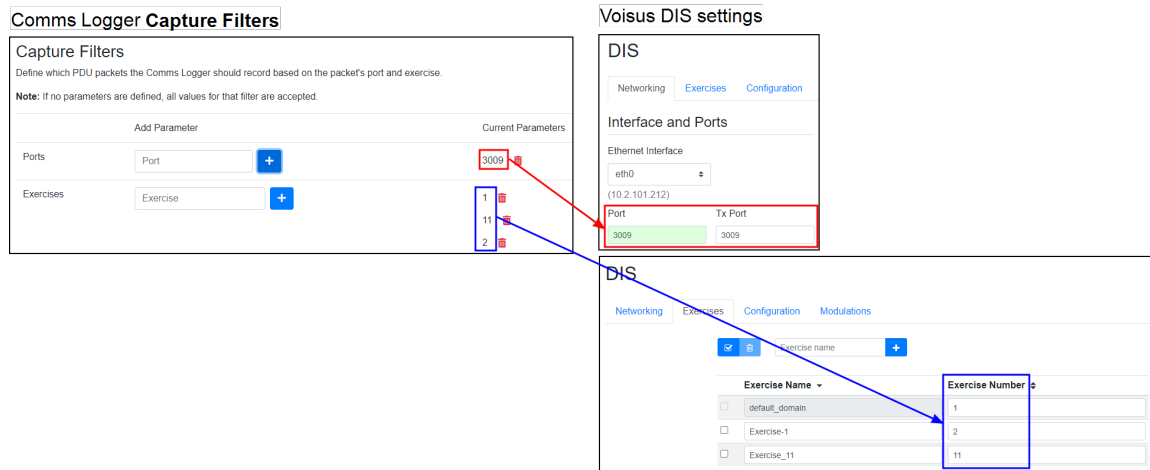 Comms Logger Capture Filters
Capture Filters
Define which PDU packets the Comms Logger should record based on the packet's port and exercise.
Note: If no parameters are defined, all values for that filter are accepted.
Add Parameter Current Parameters
Ports Port + 3009
Exercises Exercise + 1
11
2
Voisus DIS settings
DIS
Networking Exercises Configuration
Interface and Ports
Ethernet Interface
eth0
(10.2.101.212)
Port Tx Port
3009 3009
DIS
Networking Exercises Configuration Modulations
Exercise name +
Exercise Name Exercise Number
default_domain 1
Exercise-1 2
Exercise_11 11